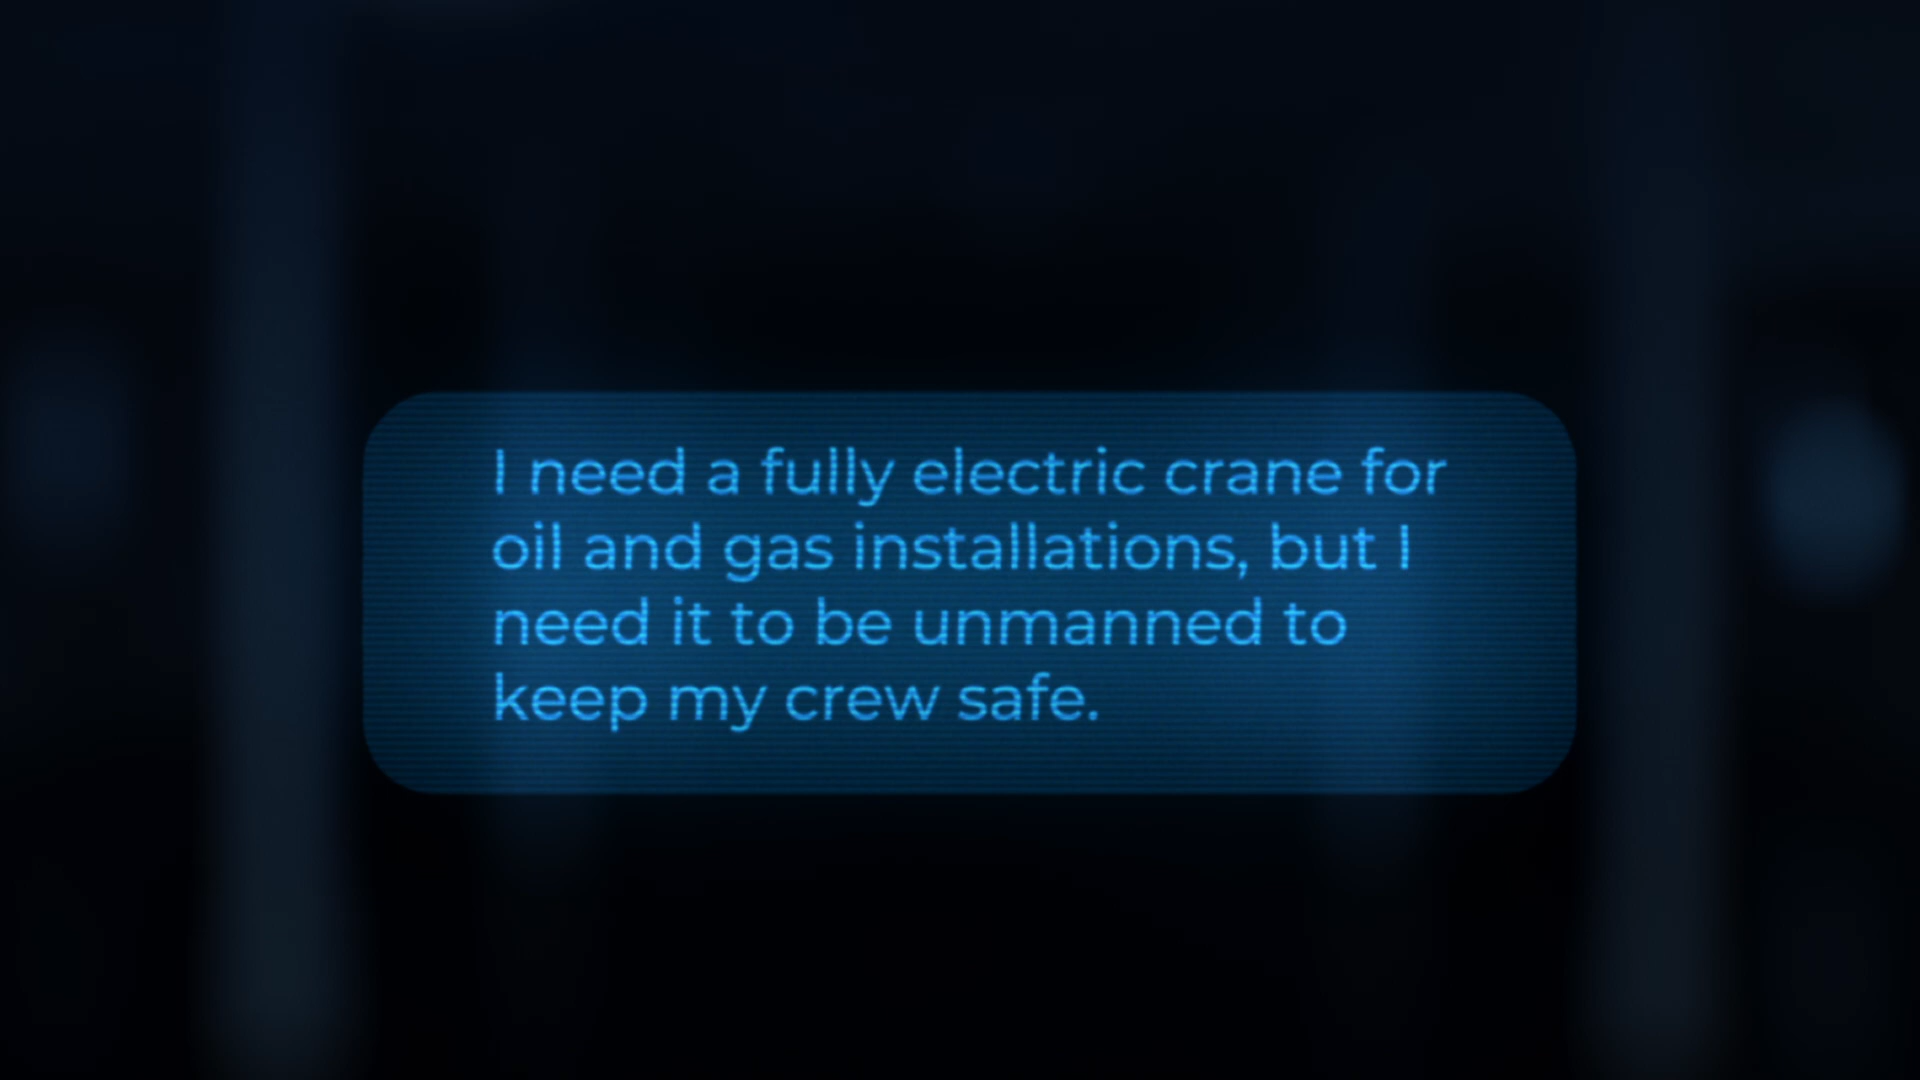 I need a fully electric crane for
oil and gas installations, but I
need it to be unmanned to
keep my crew safe.